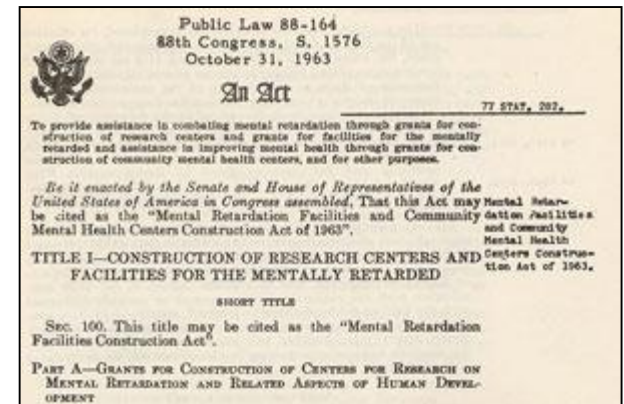 Public Law 88-164
88th Congress, S. 1576
October 31, 1963
An Act
77 STAT. 282.
To provide assistance in combating mental retardation through grants for con-
struction of research centers and grants for facilities for the mentally
retarded and assistance in improving mental health through grants for con-
struction of community mental health centers, and for other purposes.
Be it enacted by the Senate and House of Representatives of the
United States of America in Congress assembled, That this Act may
be cited as the "Mental Retardation Facilities and Community
Mental Health Centers Construction Act of 1963".
Mental Retar-
dation Facilities
and Community
Mental Health
Centers Construc-
tion Act of 1963.
TITLE I—CONSTRUCTION OF RESEARCH CENTERS AND
FACILITIES FOR THE MENTALLY RETARDED
SHORT TITLE
SEC. 100. This title may be cited as the "Mental Retardation
Facilities Construction Act".
PART A—GRANTS FOR CONSTRUCTION OF CENTERS FOR RESEARCH ON
MENTAL RETARDATION AND RELATED ASPECTS OF HUMAN DEVEL-
OPMENT